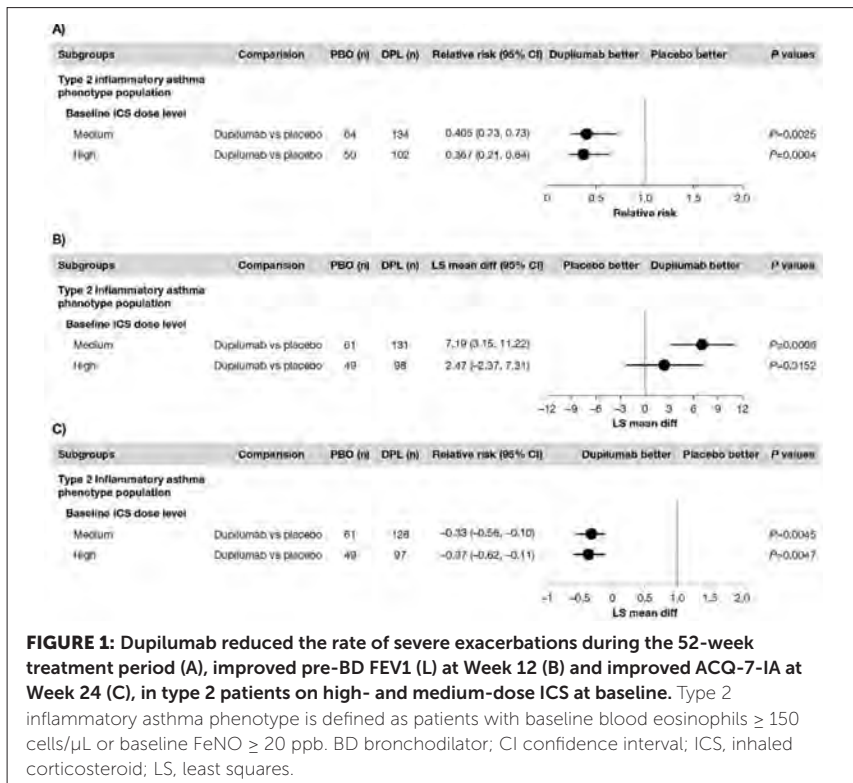 A)
Subgroups Comparision PBO (n) DPL (n) Relative risk (95% CI) Dupilumab better Placebo better P values
Type 2 inflammatory asthma
phenotype population
Baseline ICS dose level
Medium Dupilumab vs placebo 64 134 0.405 (0.73, 0.73) P=0.0025
High Dupilumab vs placebo 50 102 0.367 (0.21, 0.64) P=0.0004
0 0.5 1.0 1.5 2.0
Relative risk
B)
Subgroups Comparision PBO (n) DPL (n) LS mean diff (95% CI) Placebo better Dupilumab better P values
Type 2 inflammatory asthma
phenotype population
Baseline ICS dose level
Medium Dupilumab vs placebo 61 131 7.19 (3.15, 11.22)
High Dupilumab vs placebo 49 98 2.47 (–2.37, 7.31) P=0.3152
–12 –9 –6 –3 0 3 6 9 12
LS mean diff
C)
Subgroups Comparision PBO (n) DPL (n) Relative risk (95% CI) Dupilumab better Placebo better P values
Type 2 inflammatory asthma
phenotype population
Baseline ICS dose level
Medium Dupilumab vs placebo 61 128 –0.33 (–0.56, –0.10) P=0.0045
High Dupilumab vs placebo 49 97 –0.37 (–0.62, –0.11) P=0.0047
–1 –0.5 0 0.5 1.0 1.5 2.0
LS mean diff
FIGURE 1: Dupilumab reduced the rate of severe exacerbations during the 52-week
treatment period (A), improved pre-BD FEV1 (L) at Week 12 (B) and improved ACQ-7-IA at
Week 24 (C), in type 2 patients on high- and medium-dose ICS at baseline. Type 2
inflammatory asthma phenotype is defined as patients with baseline blood eosinophils ≥ 150
cells/µL or baseline FeNO ≥ 20 ppb. BD bronchodilator; CI confidence interval; ICS, inhaled
corticosteroid; LS, least squares.